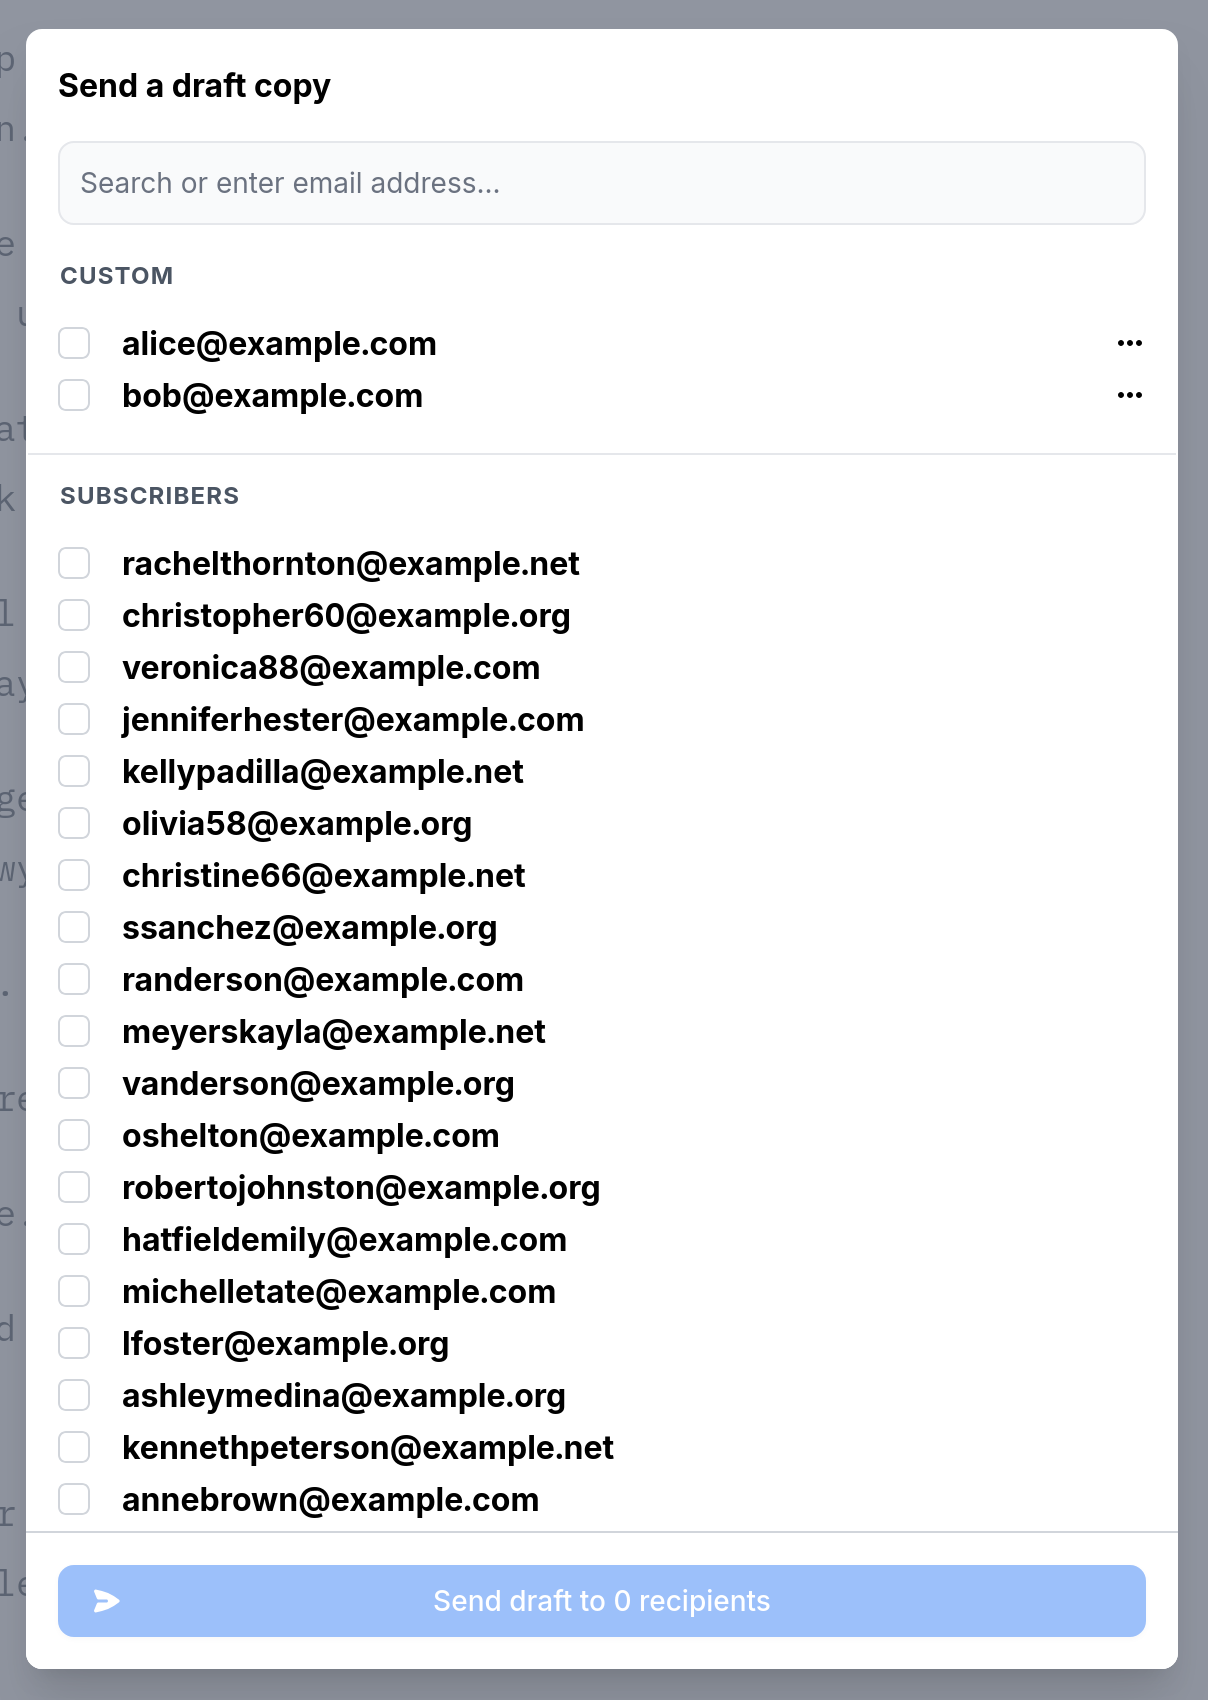 Send a draft copy
Search or enter email address...
CUSTOM
alice@example.com
bob@example.com
SUBSCRIBERS
rachelthornton@example.net
christopher60@example.org
veronica88@example.com
jenniferhester@example.com
kellypadilla@example.net
olivia58@example.org
christine66@example.net
ssanchez@example.org
randerson@example.com
meyerskayla@example.net
vanderson@example.org
oshelton@example.com
robertojohnston@example.org
hatfieldemily@example.com
michelletate@example.com
lfoster@example.org
ashleymedina@example.org
kennethpeterson@example.net
annebrown@example.com
Send draft to 0 recipients